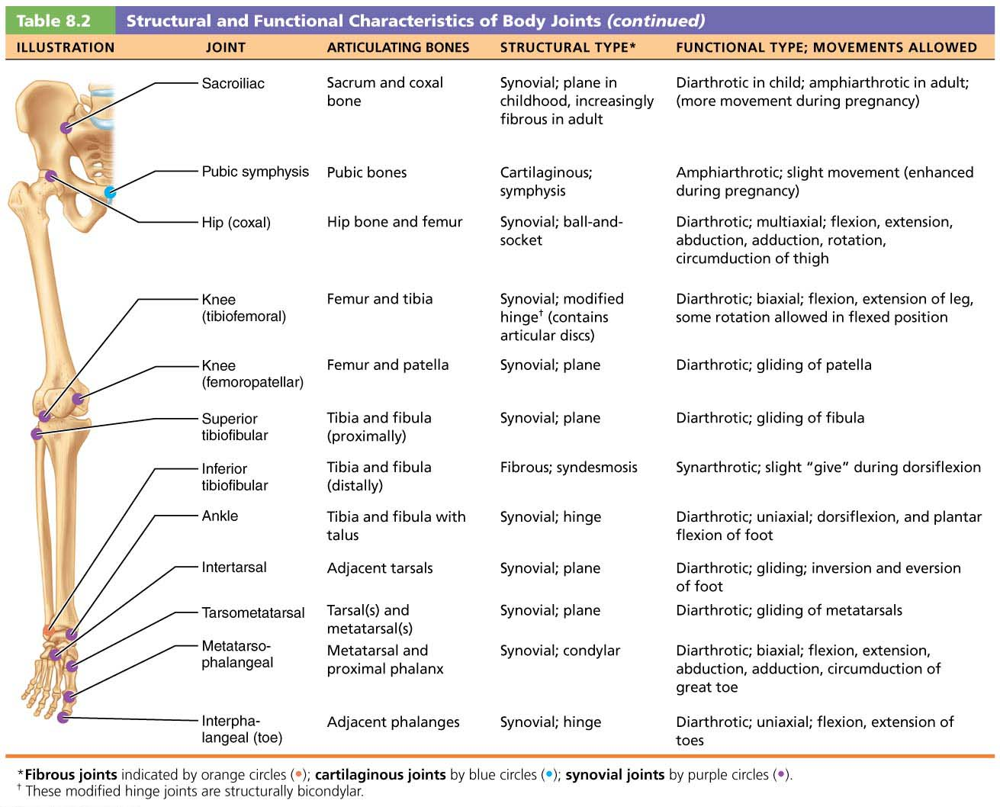 Table 8.2 Structural and Functional Characteristics of Body Joints (continued)
ILLUSTRATION JOINT ARTICULATING BONES STRUCTURAL TYPE* FUNCTIONAL TYPE; MOVEMENTS ALLOWED
Sacroiliac Sacrum and coxal Synovial; plane in Diarthrotic in child; amphiarthrotic in adult;
bone childhood, increasingly (more movement during pregnancy)
fibrous in adult
Pubic symphysis Pubic bones Cartilaginous; Amphiarthrotic; slight movement (enhanced
symphysis during pregnancy)
Hip (coxal) Hip bone and femur Synovial; ball-and- Diarthrotic; multiaxial; flexion, extension,
socket abduction, adduction, rotation,
circumduction of thigh
Knee Femur and tibia Synovial; modified Diarthrotic; biaxial; flexion, extension of leg,
(tibiofemoral) hinge† (contains some rotation allowed in flexed position
articular discs)
Knee Femur and patella Synovial; plane Diarthrotic; gliding of patella
(femoropatellar)
Superior Tibia and fibula Synovial; plane Diarthrotic; gliding of fibula
tibiofibular (proximally)
Inferior Tibia and fibula Fibrous; syndesmosis Synarthrotic; slight “give” during dorsiflexion
tibiofibular (distally)
Ankle Tibia and fibula with Synovial; hinge Diarthrotic; uniaxial; dorsiflexion, and plantar
talus flexion of foot
Intertarsal Adjacent tarsals Synovial; plane Diarthrotic; gliding; inversion and eversion
of foot
Tarsometatarsal Tarsal(s) and Synovial; plane Diarthrotic; gliding of metatarsals
metatarsal(s)
Metatarso- Metatarsal and Synovial; condylar Diarthrotic; biaxial; flexion, extension,
phalangeal proximal phalanx abduction, adduction, circumduction of
great toe
Interpha- Adjacent phalanges Synovial; hinge Diarthrotic; uniaxial; flexion, extension of
langeal (toe) toes
*Fibrous joints indicated by orange circles (●); cartilaginous joints by blue circles (●); synovial joints by purple circles (●).
† These modified hinge joints are structurally bicondylar.